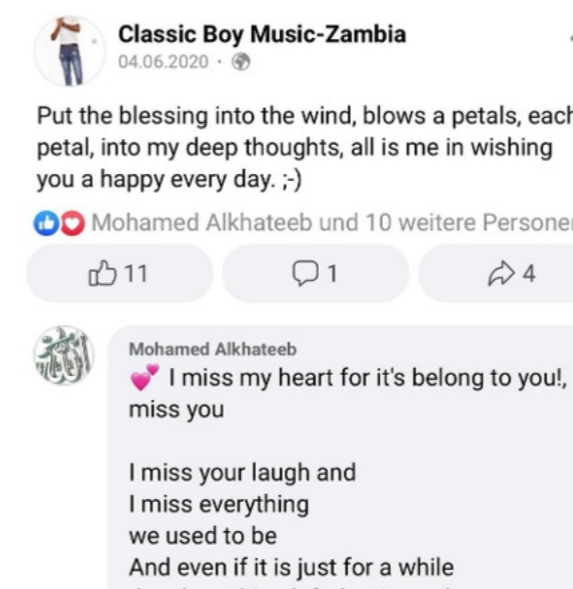 Classic Boy Music-Zambia
04.06.2020 ·
Put the blessing into the wind, blows a petals, each
petal, into my deep thoughts, all is me in wishing
you a happy every day. ;-)
Mohamed Alkhateeb und 10 weitere Personen
11
1
4
Mohamed Alkhateeb
💕 I miss my heart for it's belong to you!,
miss you
I miss your laugh and
I miss everything
we used to be
And even if it is just for a while